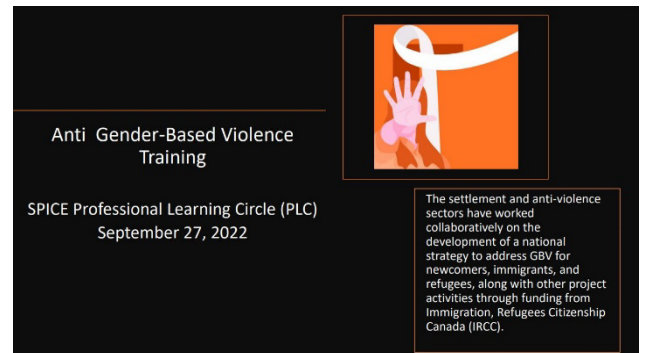 Anti Gender-Based Violence
Training
SPICE Professional Learning Circle (PLC)
September 27, 2022
The settlement and anti-violence
sectors have worked
collaboratively on the
development of a national
strategy to address GBV for
newcomers, immigrants, and
refugees, along with other project
activities through funding from
Immigration, Refugees Citizenship
Canada (IRCC).